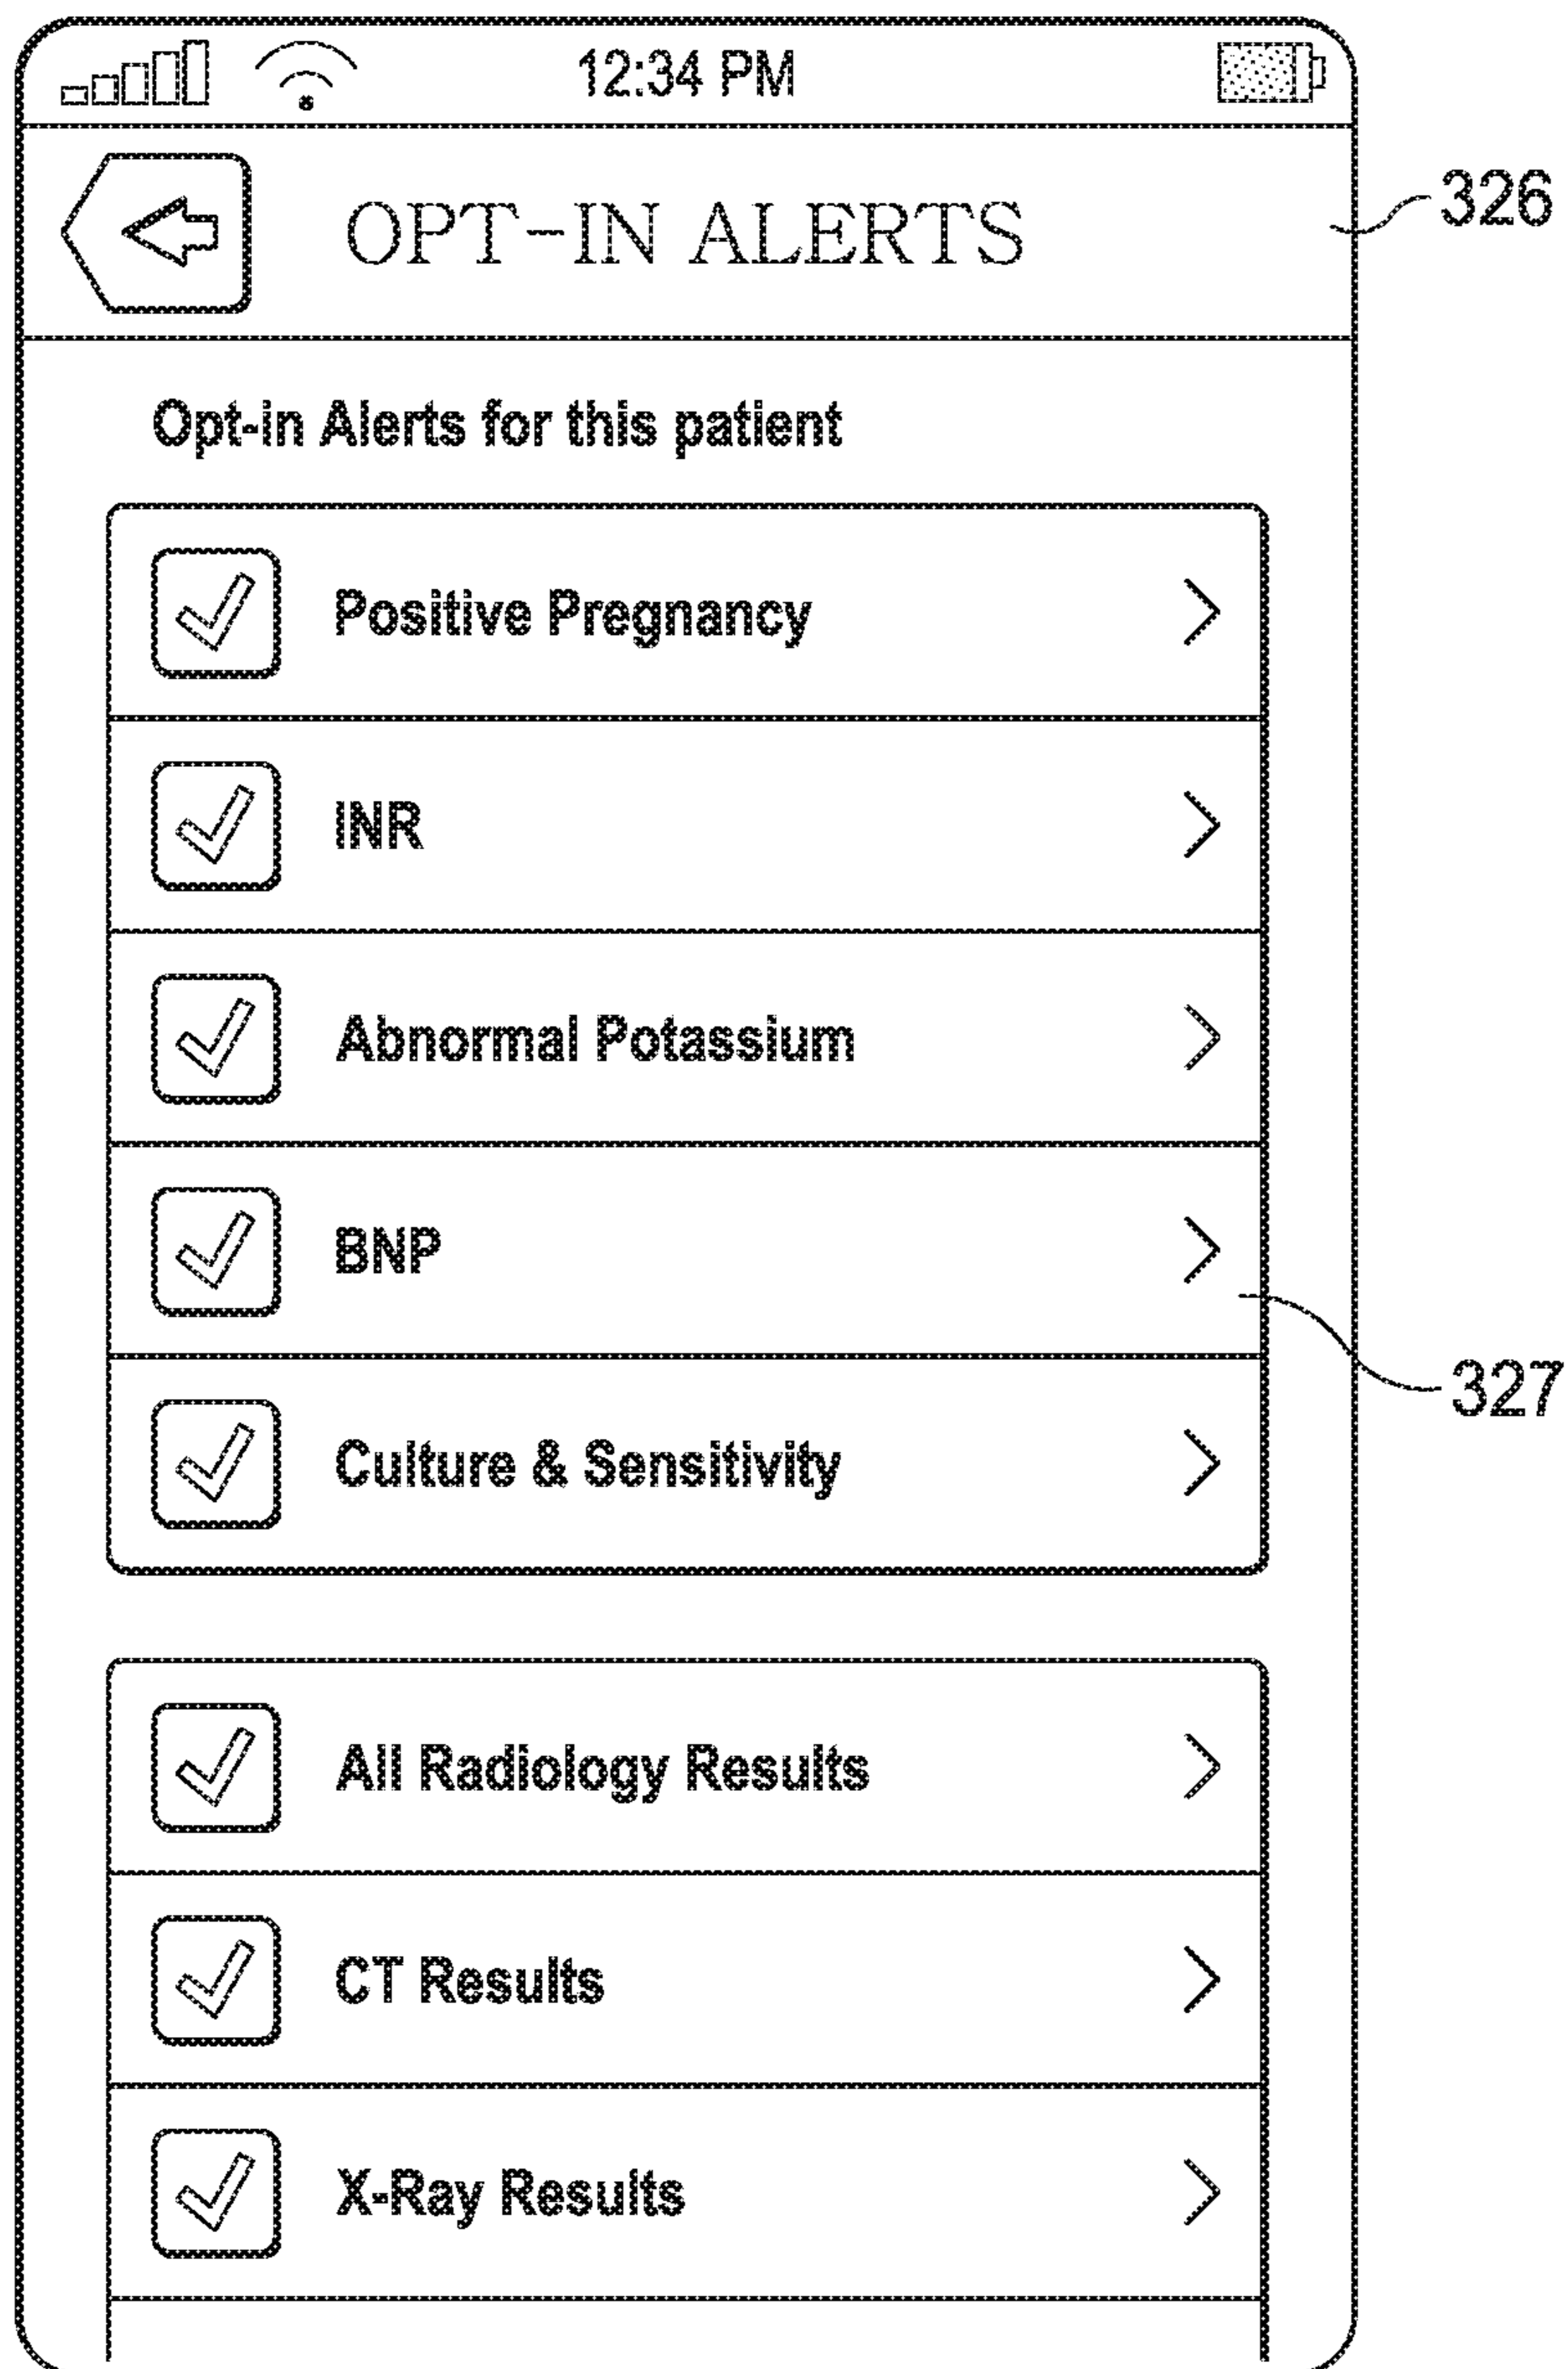 12:34 PM
OPT-IN ALERTS
326
Opt-in Alerts for this patient
Positive Pregnancy
INR
Abnormal Potassium
BNP
327
Culture & Sensitivity
All Radiology Results
CT Results
X-Ray Results